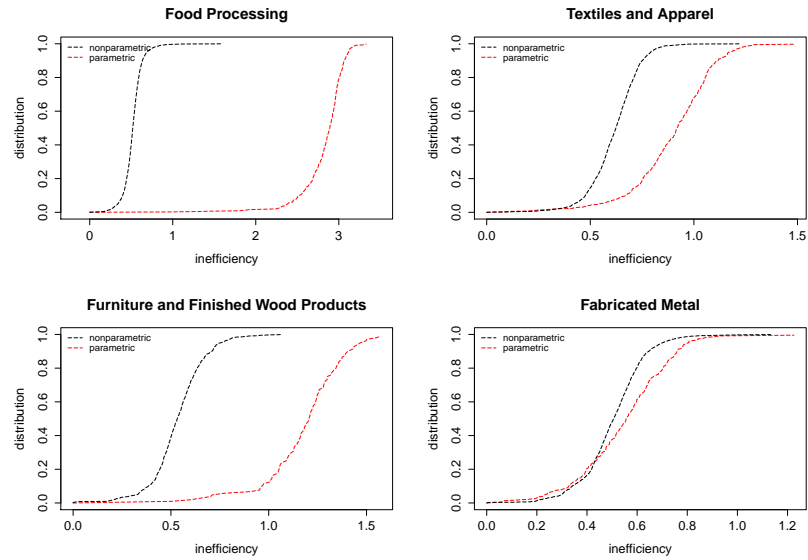 Food Processing
nonparametric
parametric
distribution
0.0 0.2 0.4 0.6 0.8 1.0
0 1 2 3
inefficiency
Textiles and Apparel
nonparametric
parametric
distribution
0.0 0.2 0.4 0.6 0.8 1.0
0.0 0.5 1.0 1.5
inefficiency
Furniture and Finished Wood Products
nonparametric
parametric
distribution
0.0 0.2 0.4 0.6 0.8 1.0
0.0 0.5 1.0 1.5
inefficiency
Fabricated Metal
nonparametric
parametric
distribution
0.0 0.2 0.4 0.6 0.8 1.0
0.0 0.2 0.4 0.6 0.8 1.0 1.2
inefficiency